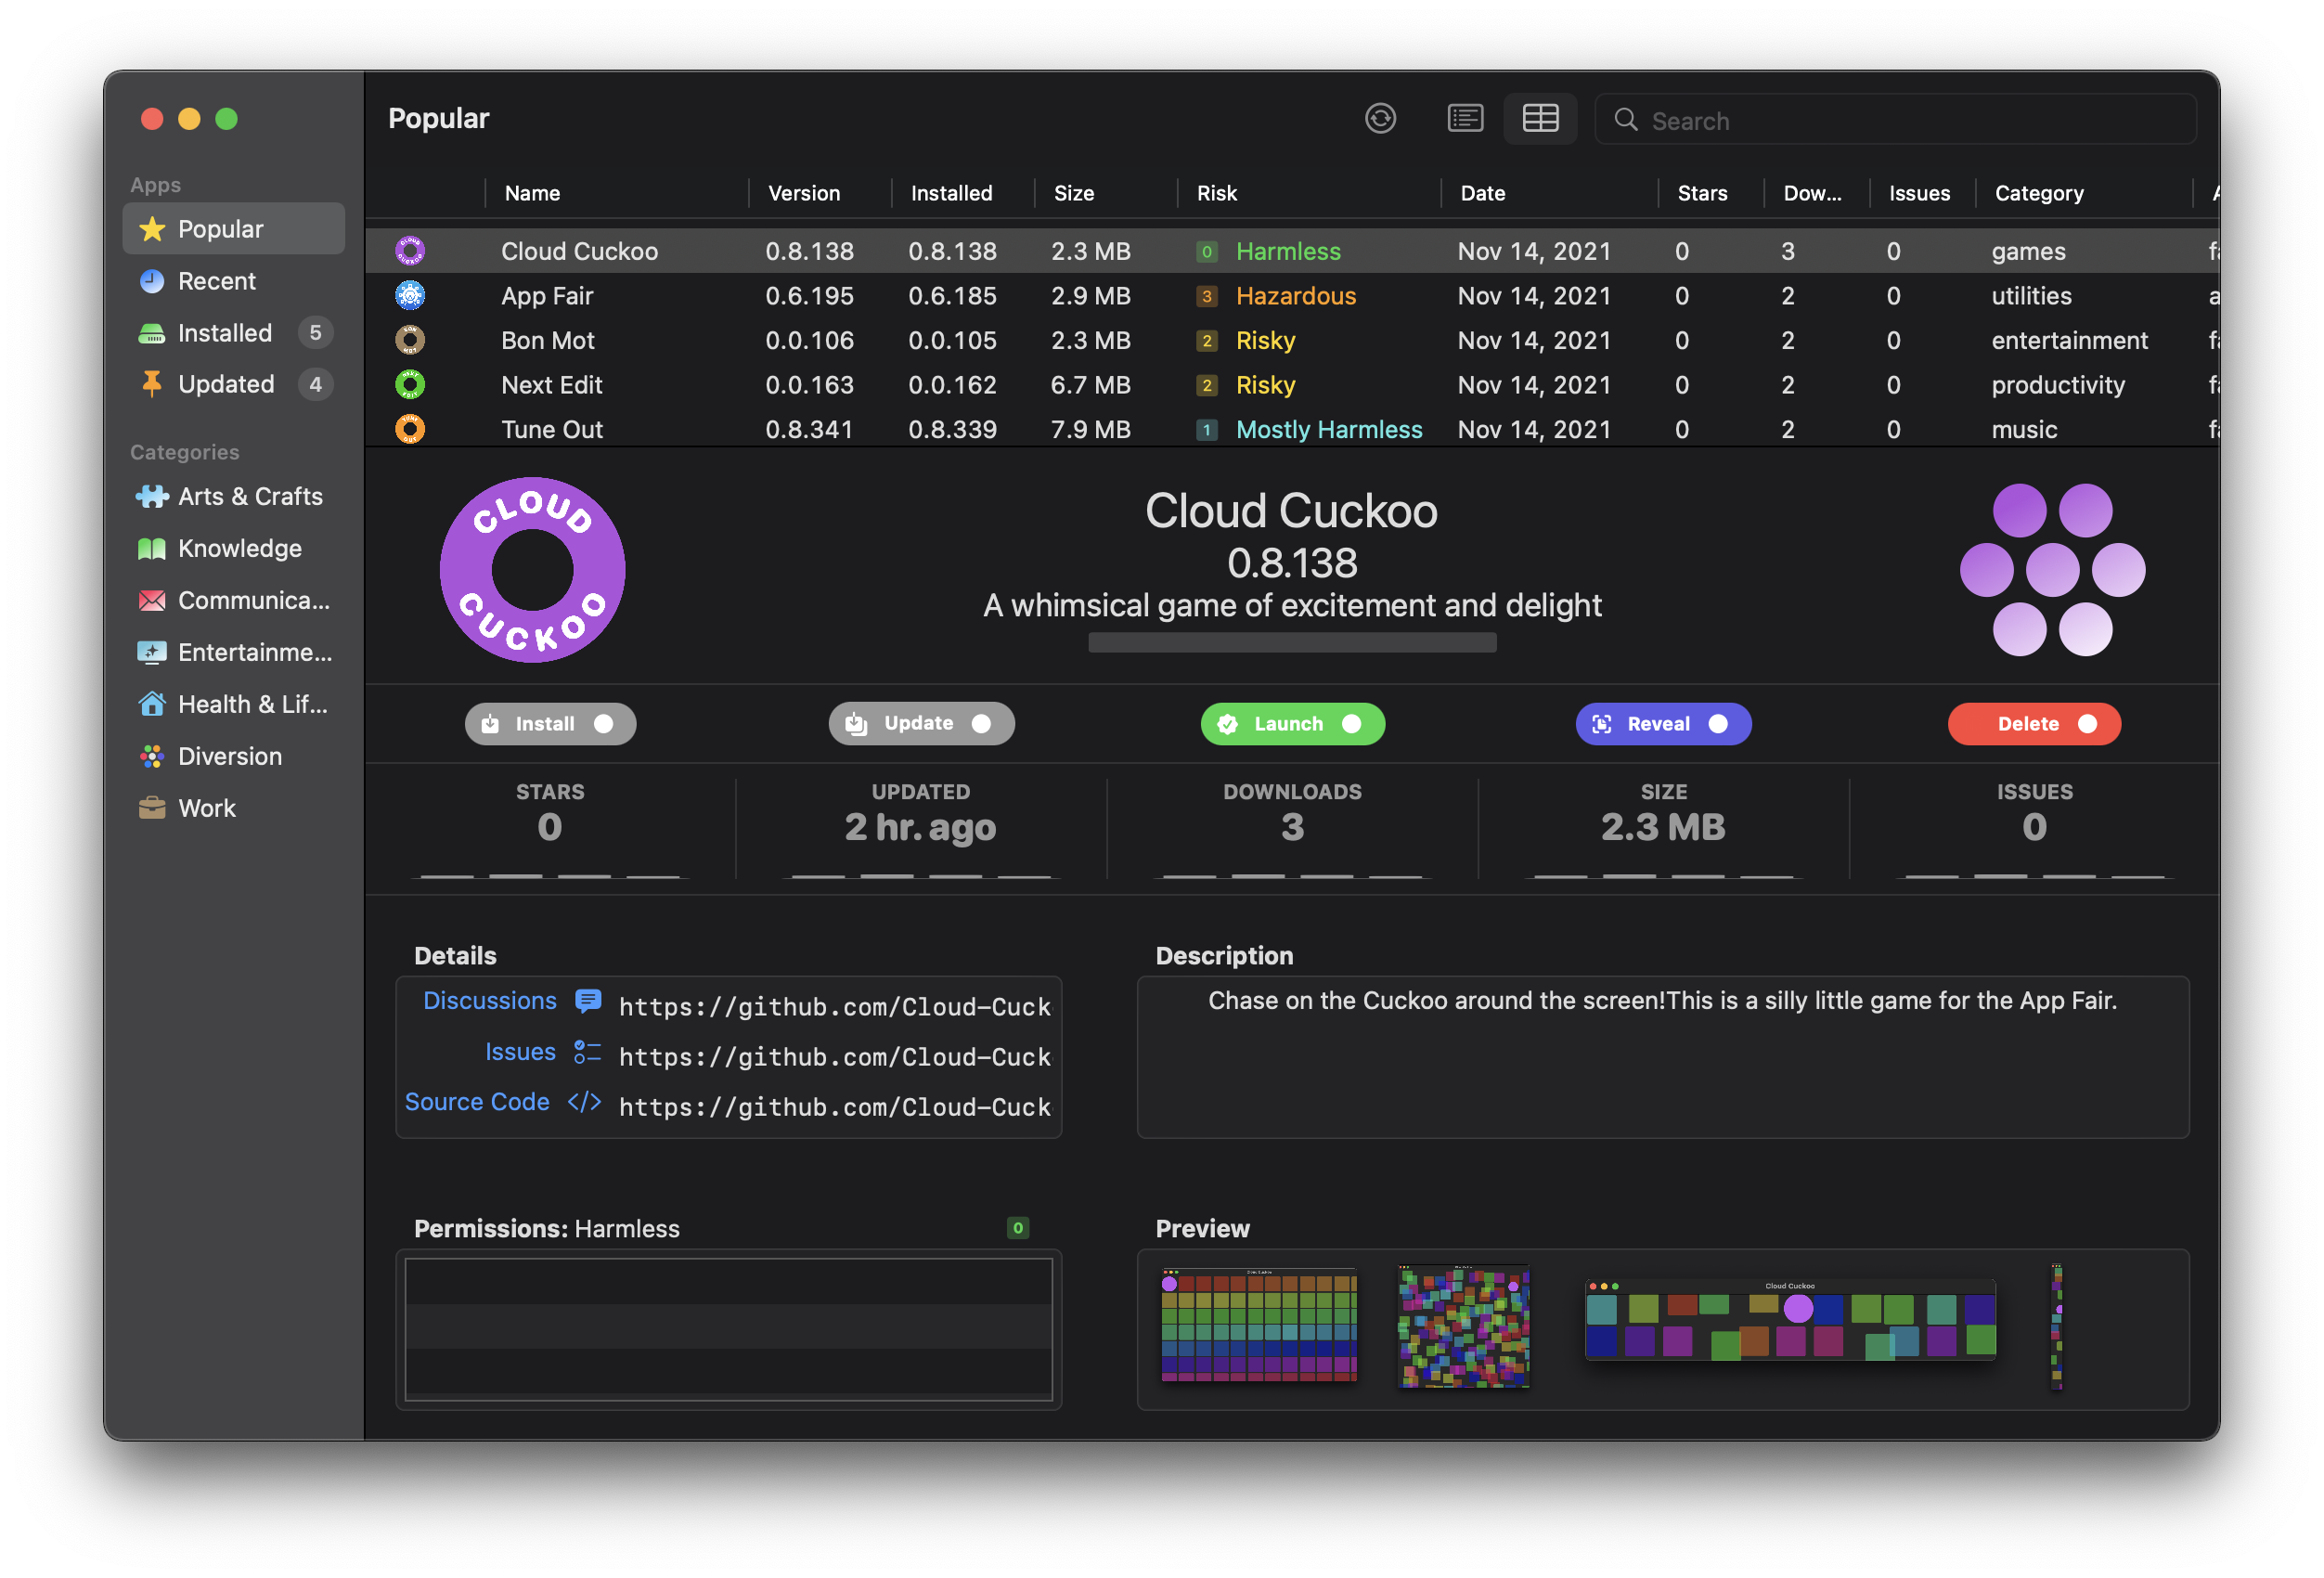 Popular
Search
Apps
Popular
Recent
Installed 5
Updated 4
Categories
Arts & Crafts
Knowledge
Communica...
Entertainme...
Health & Lif...
Diversion
Work
Name Version Installed Size Risk Date Stars Dow... Issues Category
Cloud Cuckoo 0.8.138 0.8.138 2.3 MB 0 Harmless Nov 14, 2021 0 3 0 games
App Fair 0.6.195 0.6.185 2.9 MB 3 Hazardous Nov 14, 2021 0 2 0 utilities
Bon Mot 0.0.106 0.0.105 2.3 MB 2 Risky Nov 14, 2021 0 2 0 entertainment
Next Edit 0.0.163 0.0.162 6.7 MB 2 Risky Nov 14, 2021 0 2 0 productivity
Tune Out 0.8.341 0.8.339 7.9 MB 1 Mostly Harmless Nov 14, 2021 0 2 0 music
CLOUD
CUCKOO
Cloud Cuckoo
0.8.138
A whimsical game of excitement and delight
Install Update Launch Reveal Delete
STARS UPDATED DOWNLOADS SIZE ISSUES
0 2 hr. ago 3 2.3 MB 0
Details
Discussions https://github.com/Cloud-Cuck
Issues https://github.com/Cloud-Cuck
Source Code </> https://github.com/Cloud-Cuck
Description
Chase on the Cuckoo around the screen!This is a silly little game for the App Fair.
Permissions: Harmless 0
Preview
Cloud Cuckoo